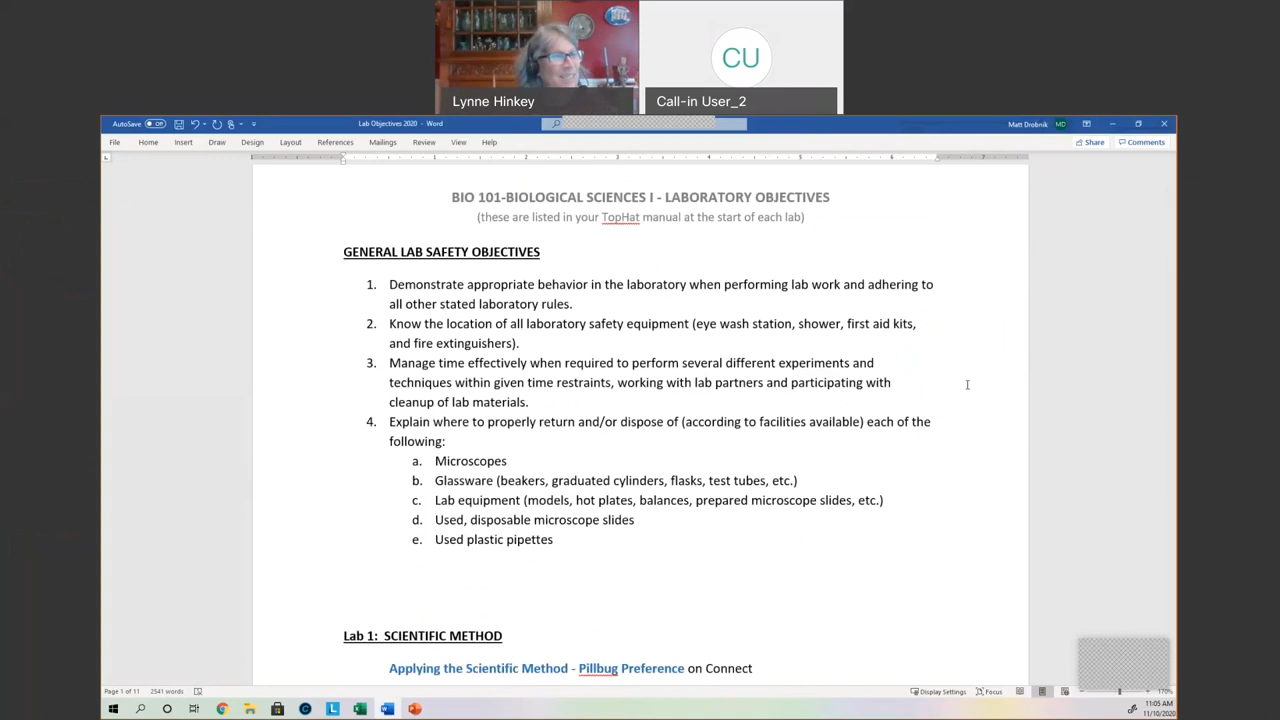 Lynne Hinkey
CU
Call-in User_2
AutoSave Off
Lab Objectives 2020 - Word
Matt Drobnik MD
File Home Insert Draw Design Layout References Mailings Review View Help
Share Comments
BIO 101-BIOLOGICAL SCIENCES I - LABORATORY OBJECTIVES
(these are listed in your TopHat manual at the start of each lab)
GENERAL LAB SAFETY OBJECTIVES
1. Demonstrate appropriate behavior in the laboratory when performing lab work and adhering to
all other stated laboratory rules.
2. Know the location of all laboratory safety equipment (eye wash station, shower, first aid kits,
and fire extinguishers).
3. Manage time effectively when required to perform several different experiments and
techniques within given time restraints, working with lab partners and participating with
cleanup of lab materials.
4. Explain where to properly return and/or dispose of (according to facilities available) each of the
following:
a. Microscopes
b. Glassware (beakers, graduated cylinders, flasks, test tubes, etc.)
c. Lab equipment (models, hot plates, balances, prepared microscope slides, etc.)
d. Used, disposable microscope slides
e. Used plastic pipettes
Lab 1: SCIENTIFIC METHOD
Applying the Scientific Method - Pillbug Preference on Connect
Page 1 of 11 2541 words
Display Settings Focus 170%
11:05 AM
11/10/2020